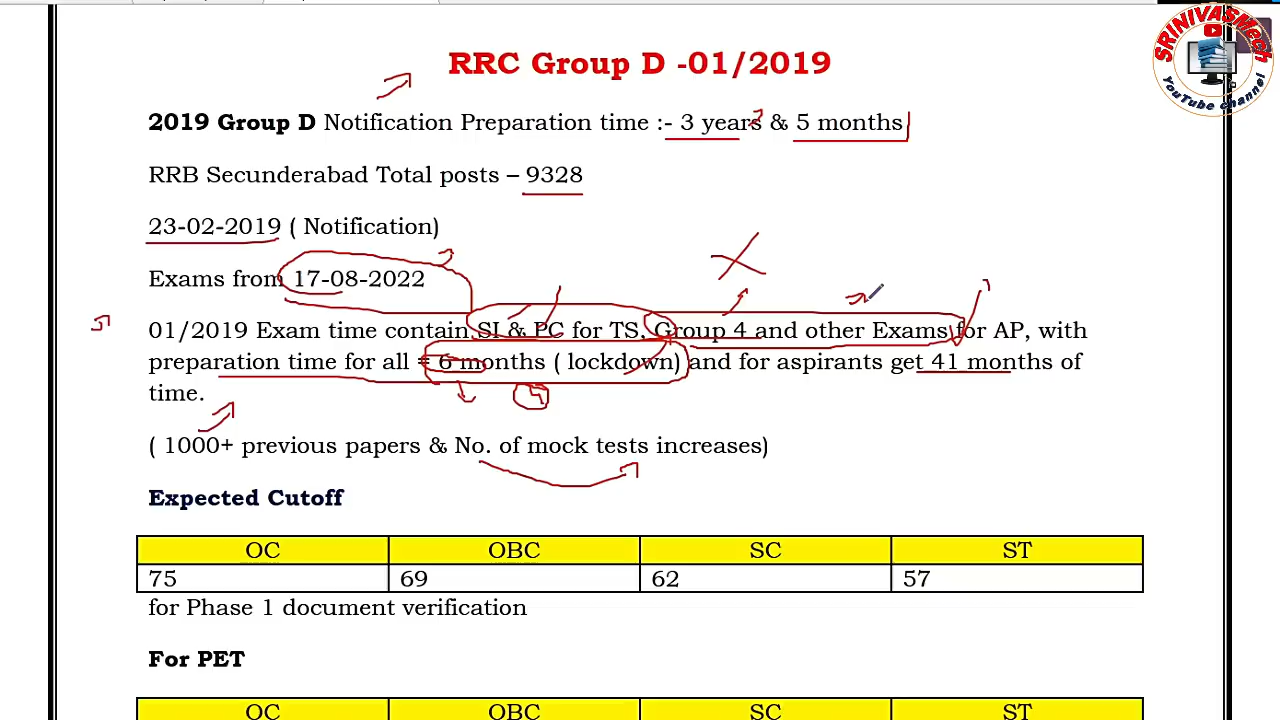 SRINIVASMech
YouTube channel
RRC Group D -01/2019
2019 Group D Notification Preparation time :- 3 years & 5 months
RRB Secunderabad Total posts – 9328
23-02-2019 ( Notification)
Exams from 17-08-2022
01/2019 Exam time contain SI & PC for TS, Group 4 and other Exams for AP, with
preparation time for all = 6 months ( lockdown) and for aspirants get 41 months of
time.
( 1000+ previous papers & No. of mock tests increases)
Expected Cutoff
OC OBC SC ST
75 69 62 57
for Phase 1 document verification
For PET
OC OBC SC ST